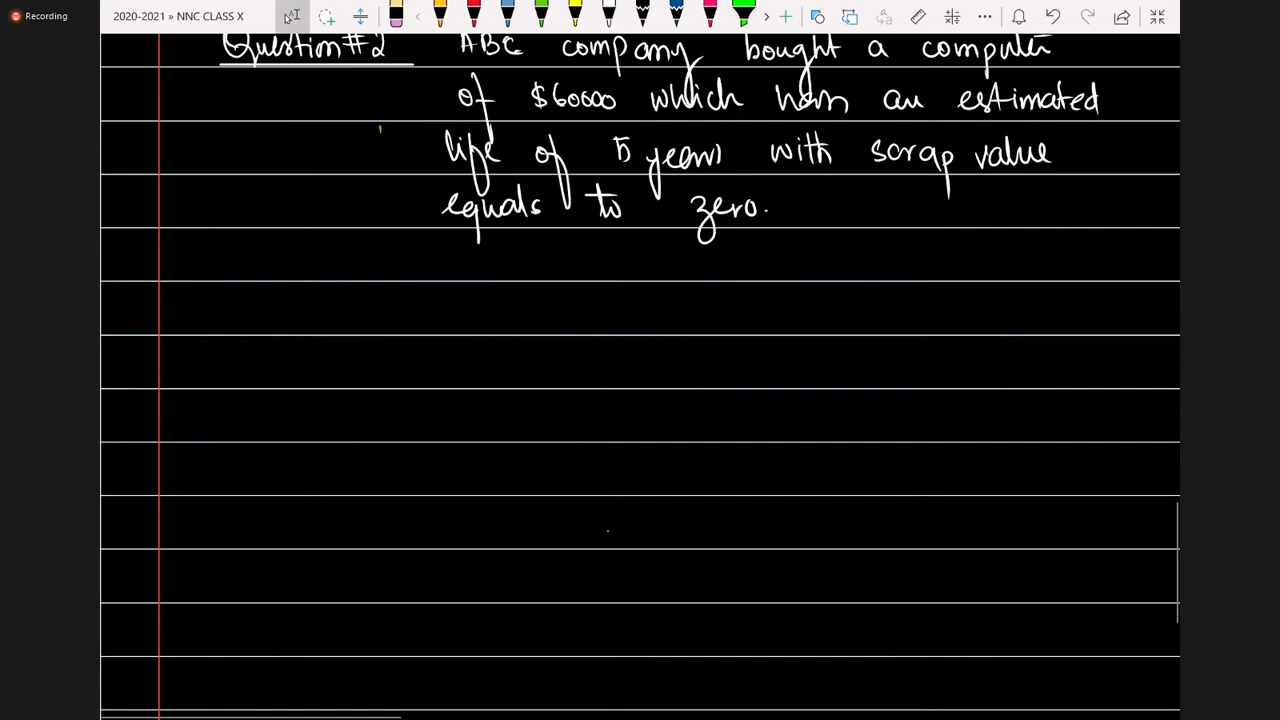 Recording
2020-2021 » NNC CLASS X
Question#2 ABC company bought a computer
of $60000 which has an estimated
life of 5 years with scrap value
equals to zero.